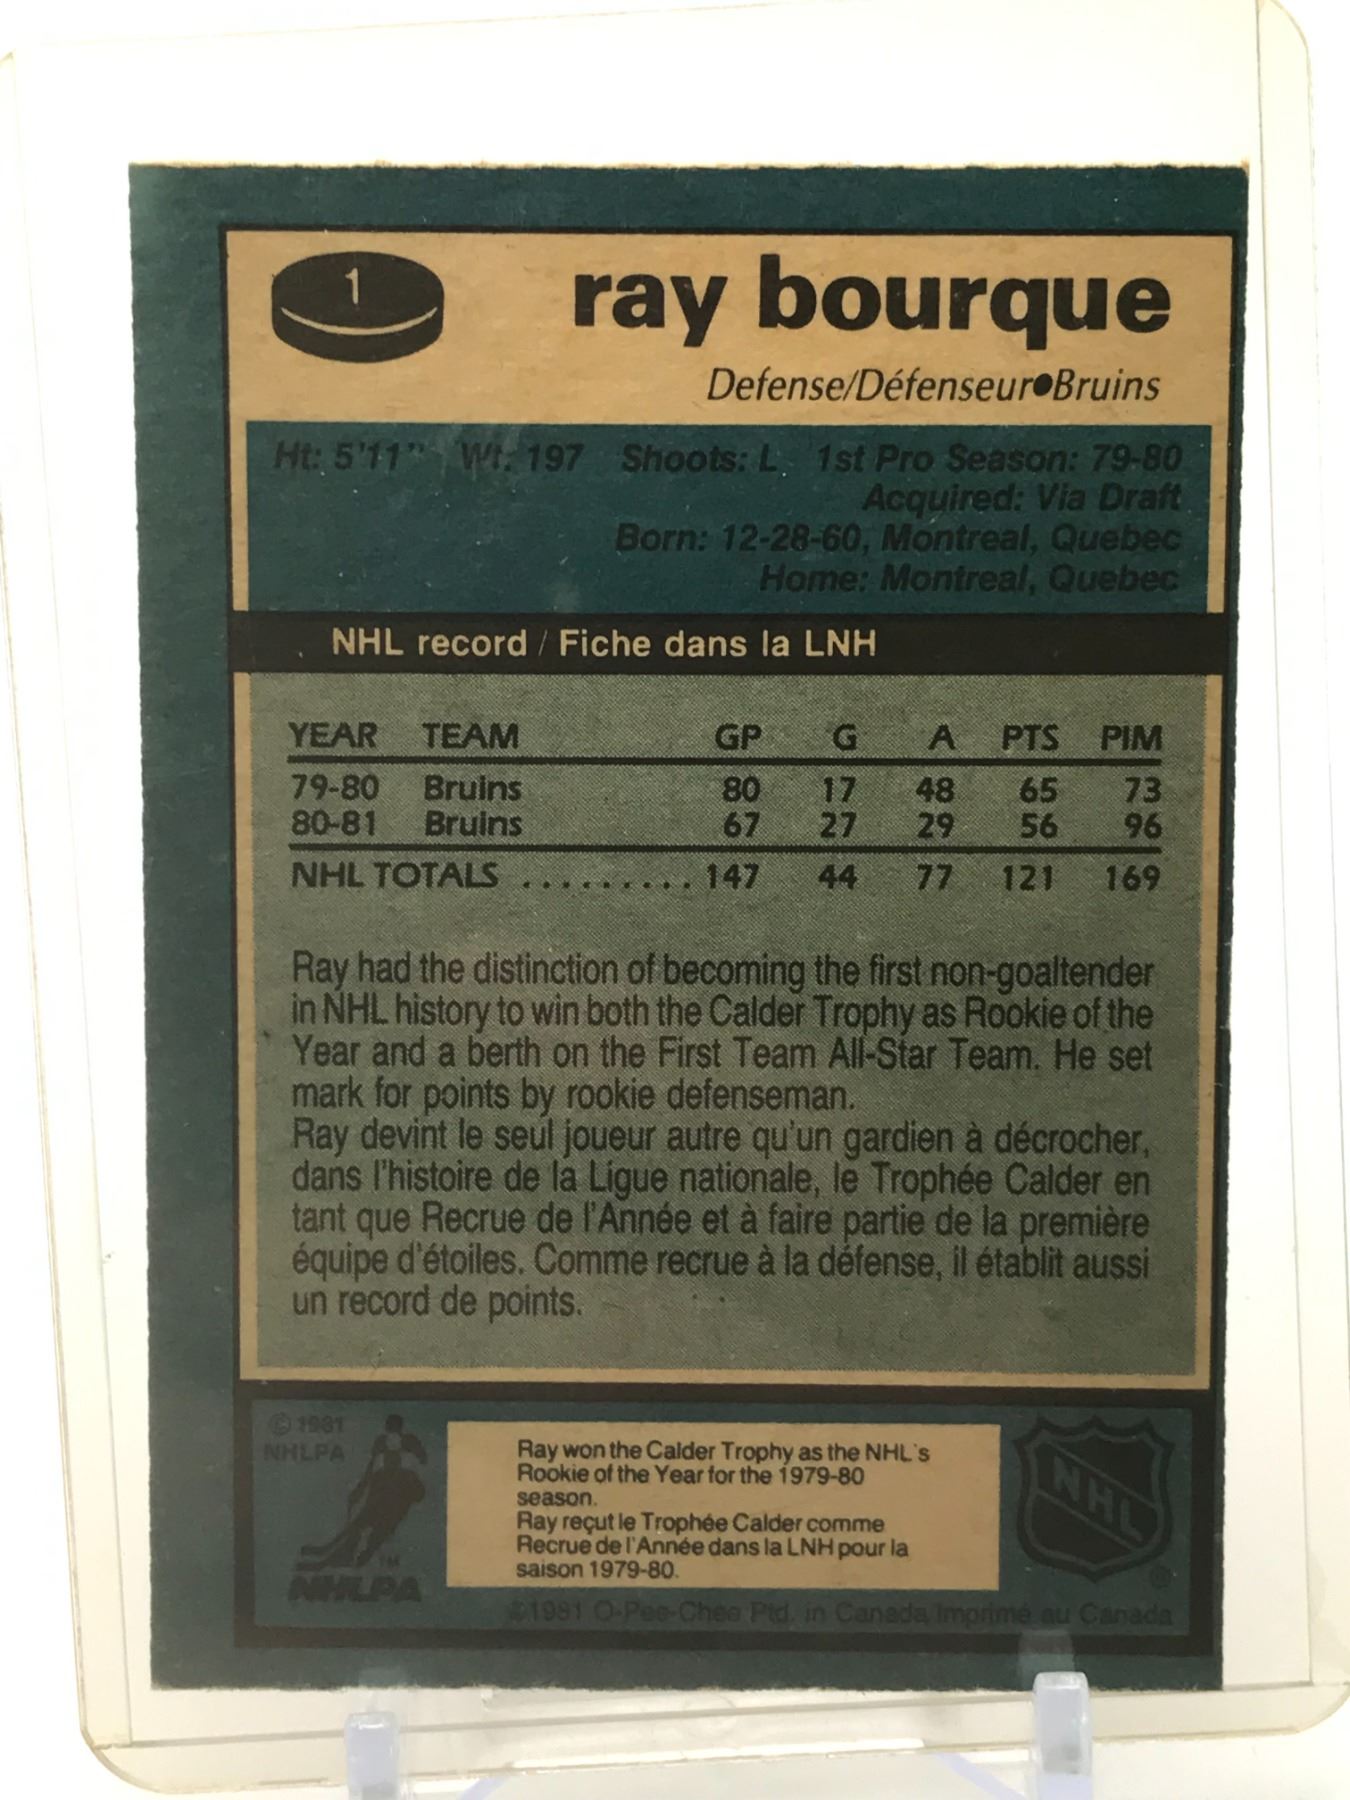 1
ray bourque
Defense/Défenseur●Bruins
Ht: 5'11" Wt: 197 Shoots: L 1st Pro Season: 79-80
Acquired: Via Draft
Born: 12-28-60, Montreal, Quebec
Home: Montreal, Quebec
NHL record / Fiche dans la LNH
YEAR TEAM GP G A PTS PIM
79-80 Bruins 80 17 48 65 73
80-81 Bruins 67 27 29 56 96
NHL TOTALS .......... 147 44 77 121 169
Ray had the distinction of becoming the first non-goaltender
in NHL history to win both the Calder Trophy as Rookie of the
Year and a berth on the First Team All-Star Team. He set
mark for points by rookie defenseman.
Ray devint le seul joueur autre qu'un gardien à décrocher,
dans l'histoire de la Ligue nationale, le Trophée Calder en
tant que Recrue de l'Année et à faire partie de la première
équipe d'étoiles. Comme recrue à la défense, il établit aussi
un record de points.
© 1981
NHLPA
TM
NHLPA
Ray won the Calder Trophy as the NHL's
Rookie of the Year for the 1979-80
season.
Ray reçut le Trophée Calder comme
Recrue de l'Année dans la LNH pour la
saison 1979-80.
NHL
®
©1981 O-Pee-Chee Ptd. in Canada/Imprimé au Canada